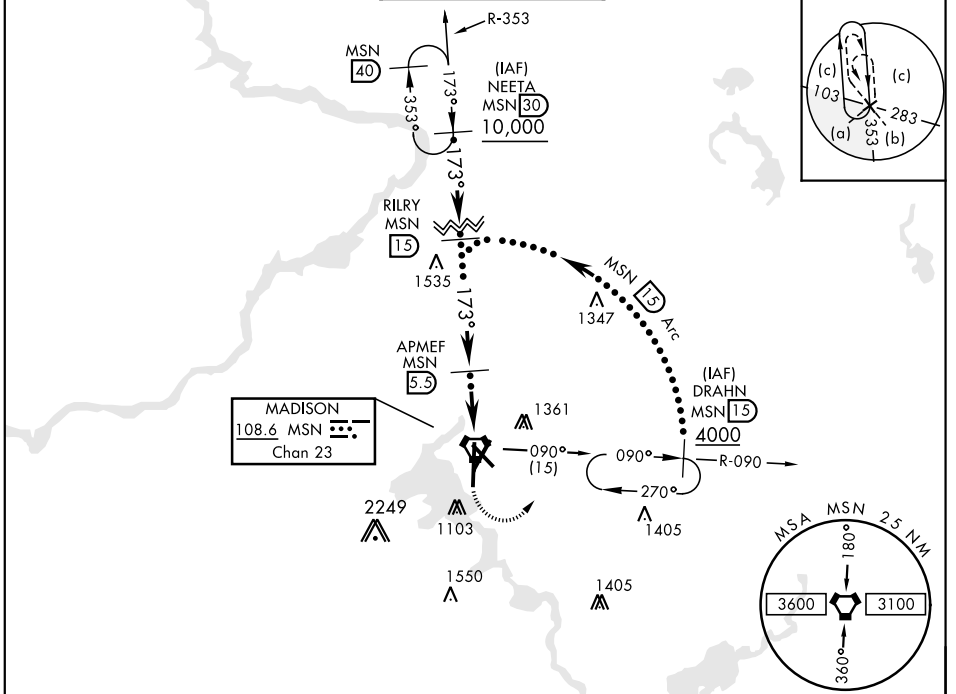 R-353
MSN
40
173°
353°
(IAF)
NEETA
MSN 30
10,000
173°
RILRY
MSN
15
1535
173°
MSN 15 Arc
1347
APMEF
MSN
5.5
(IAF)
DRAHN
MSN 15
4000
MADISON
108.6 MSN
Chan 23
1361
090°
(15)
090°
R-090
270°
2249
1103
1405
1550
1405
(c)
(c)
103
283
(a)
353
(b)
MSA MSN 25 NM
180°
3600
3100
360°